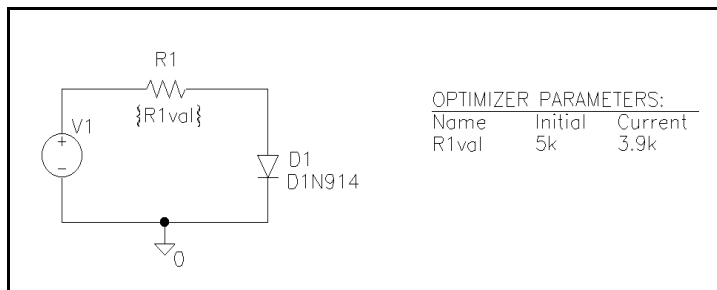 R1
{R1val}
V1
+
−
D1
D1N914
0
OPTIMIZER PARAMETERS:
Name Initial Current
R1val 5k 3.9k